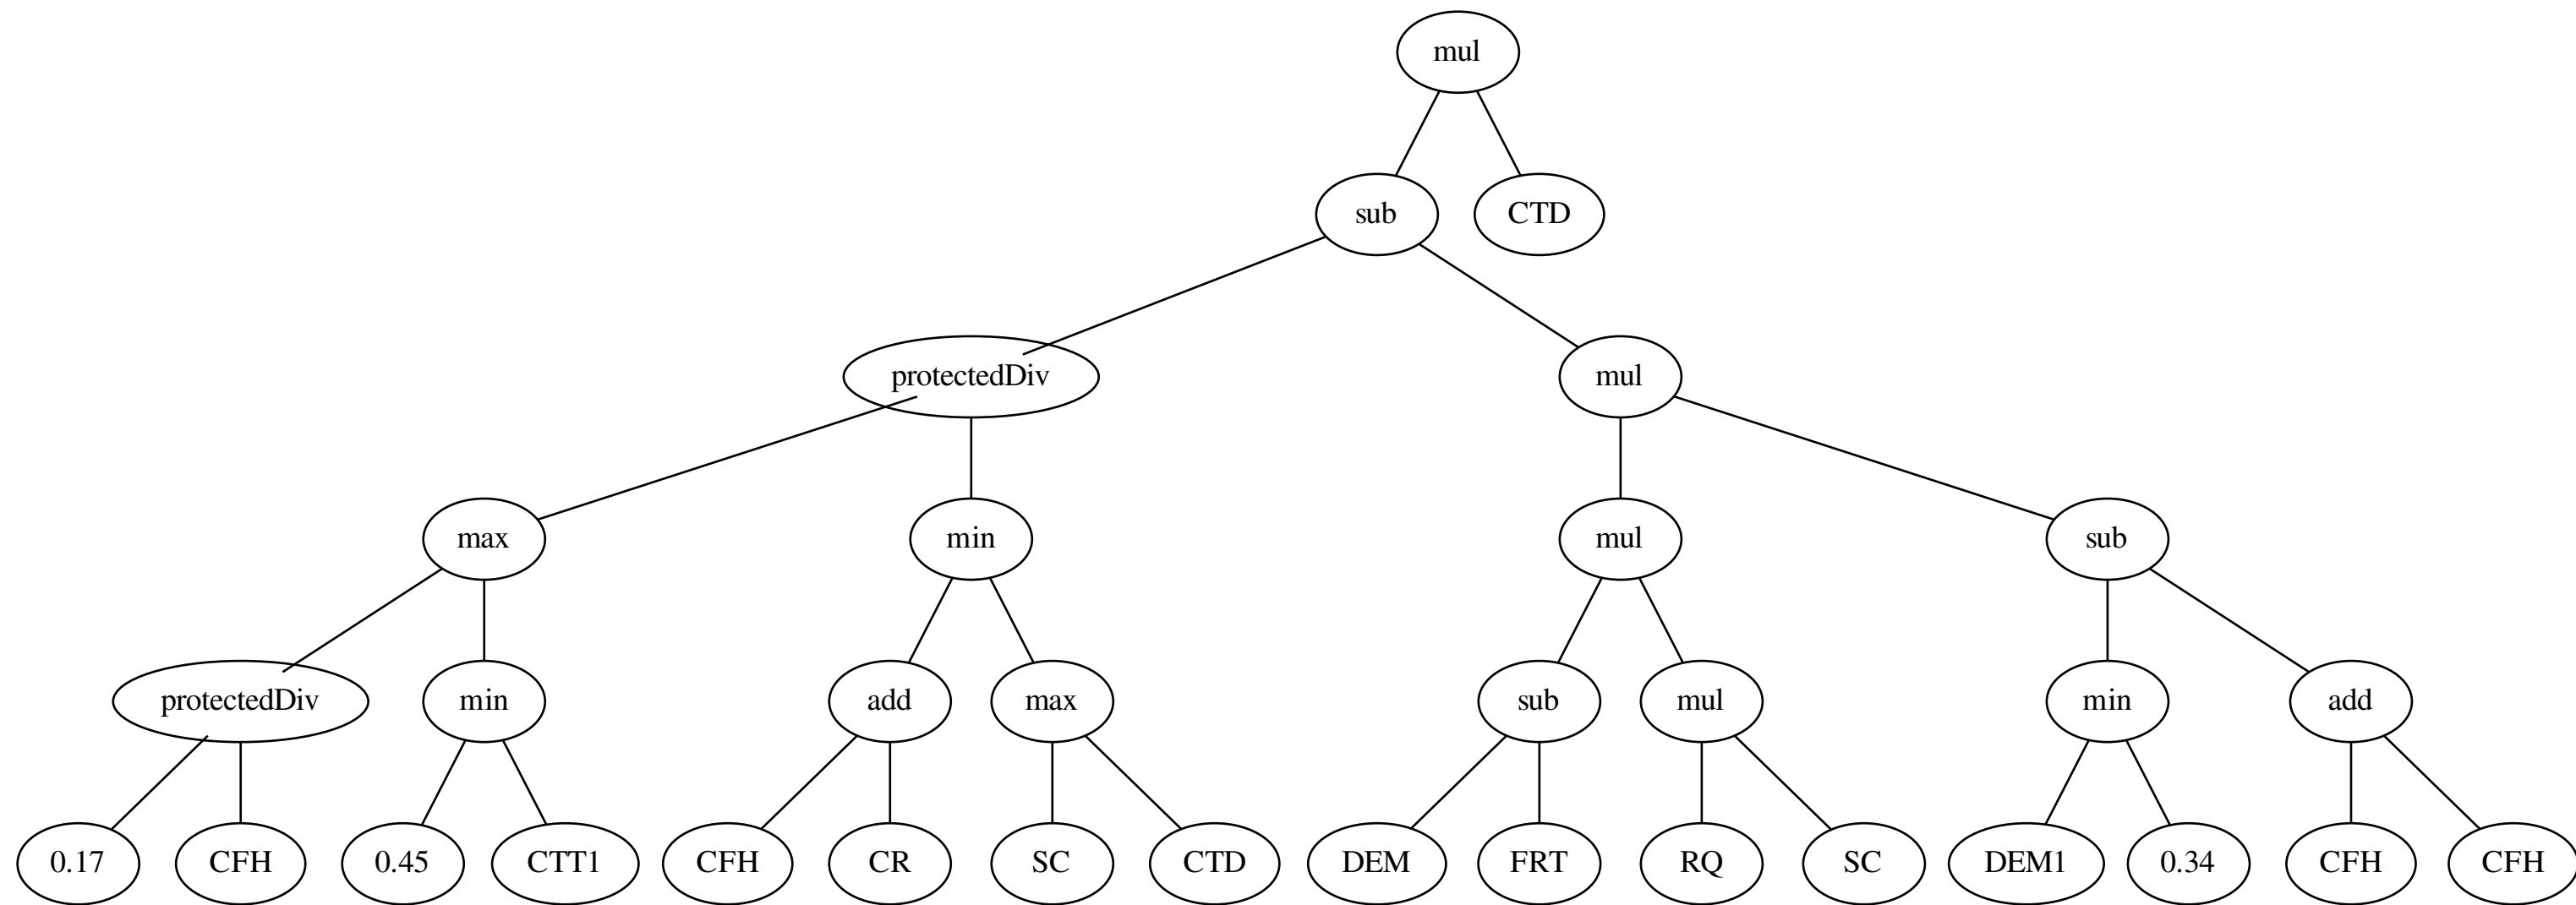 mul
sub CTD
protectedDiv mul
max min mul sub
protectedDiv min add max sub mul min add
0.17 CFH 0.45 CTT1 CFH CR SC CTD DEM FRT RQ SC DEM1 0.34 CFH CFH